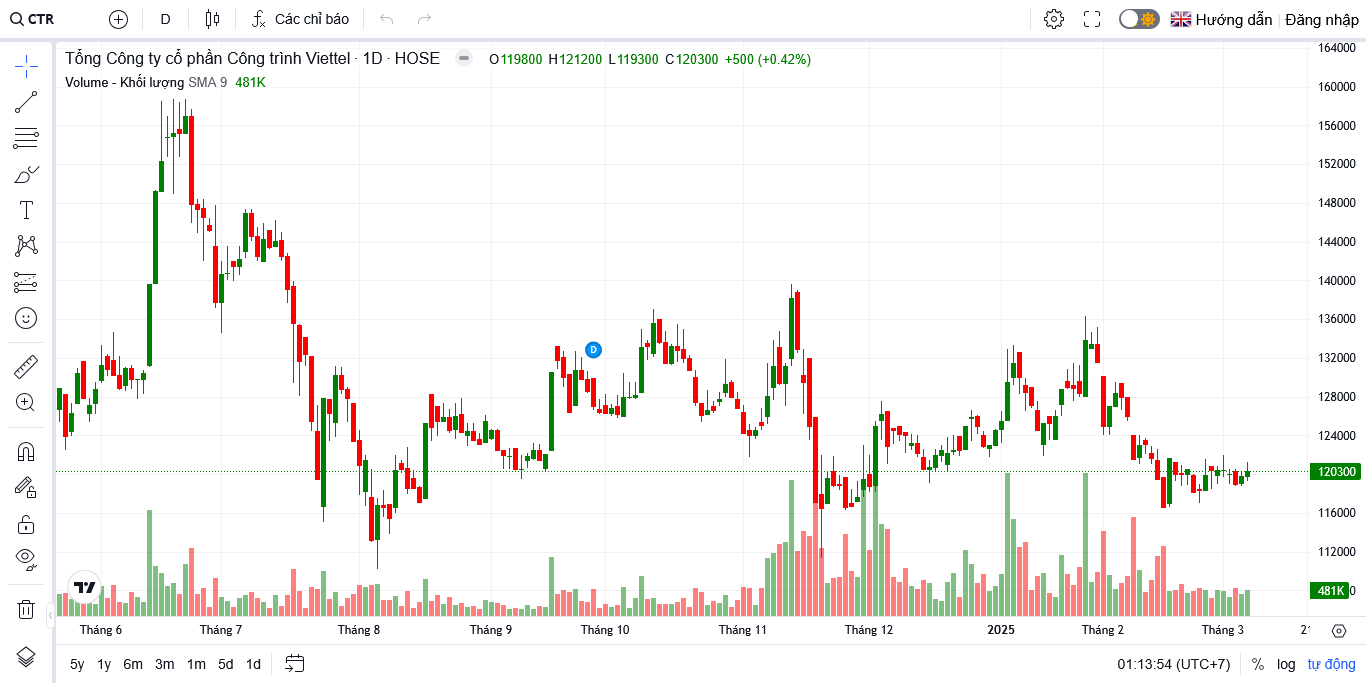 CTR D Các chỉ báo Hướng dẫn Đăng nhập
Tổng Công ty cổ phần Công trình Viettel · 1D · HOSE O119800 H121200 L119300 C120300 +500 (+0.42%)
Volume - Khối lượng SMA 9 481K
D
164000
160000
156000
152000
148000
144000
140000
136000
132000
128000
124000
120300
116000
112000
481K
Tháng 6 Tháng 7 Tháng 8 Tháng 9 Tháng 10 Tháng 11 Tháng 12 2025 Tháng 2 Tháng 3
5y 1y 6m 3m 1m 5d 1d 01:13:54 (UTC+7) % log tự động